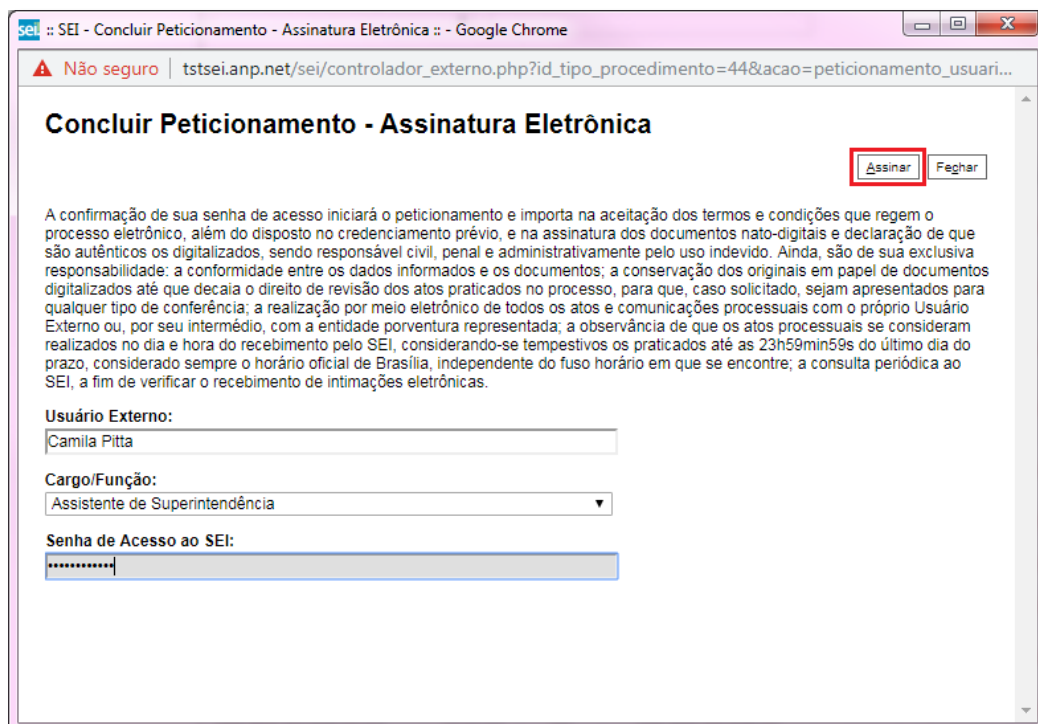 sei. :: SEI - Concluir Peticionamento - Assinatura Eletrônica :: - Google Chrome
Não seguro | tstsei.anp.net/sei/controlador_externo.php?id_tipo_procedimento=44&acao=peticionamento_usuari...
Concluir Peticionamento - Assinatura Eletrônica
Assinar Fechar
A confirmação de sua senha de acesso iniciará o peticionamento e importa na aceitação dos termos e condições que regem o
processo eletrônico, além do disposto no credenciamento prévio, e na assinatura dos documentos nato-digitais e declaração de que
são autênticos os digitalizados, sendo responsável civil, penal e administrativamente pelo uso indevido. Ainda, são de sua exclusiva
responsabilidade: a conformidade entre os dados informados e os documentos; a conservação dos originais em papel de documentos
digitalizados até que decaia o direito de revisão dos atos praticados no processo, para que, caso solicitado, sejam apresentados para
qualquer tipo de conferência; a realização por meio eletrônico de todos os atos e comunicações processuais com o próprio Usuário
Externo ou, por seu intermédio, com a entidade porventura representada; a observância de que os atos processuais se consideram
realizados no dia e hora do recebimento pelo SEI, considerando-se tempestivos os praticados até as 23h59min59s do último dia do
prazo, considerado sempre o horário oficial de Brasília, independente do fuso horário em que se encontre; a consulta periódica ao
SEI, a fim de verificar o recebimento de intimações eletrônicas.
Usuário Externo:
Camila Pitta
Cargo/Função:
Assistente de Superintendência
Senha de Acesso ao SEI:
••••••••••••